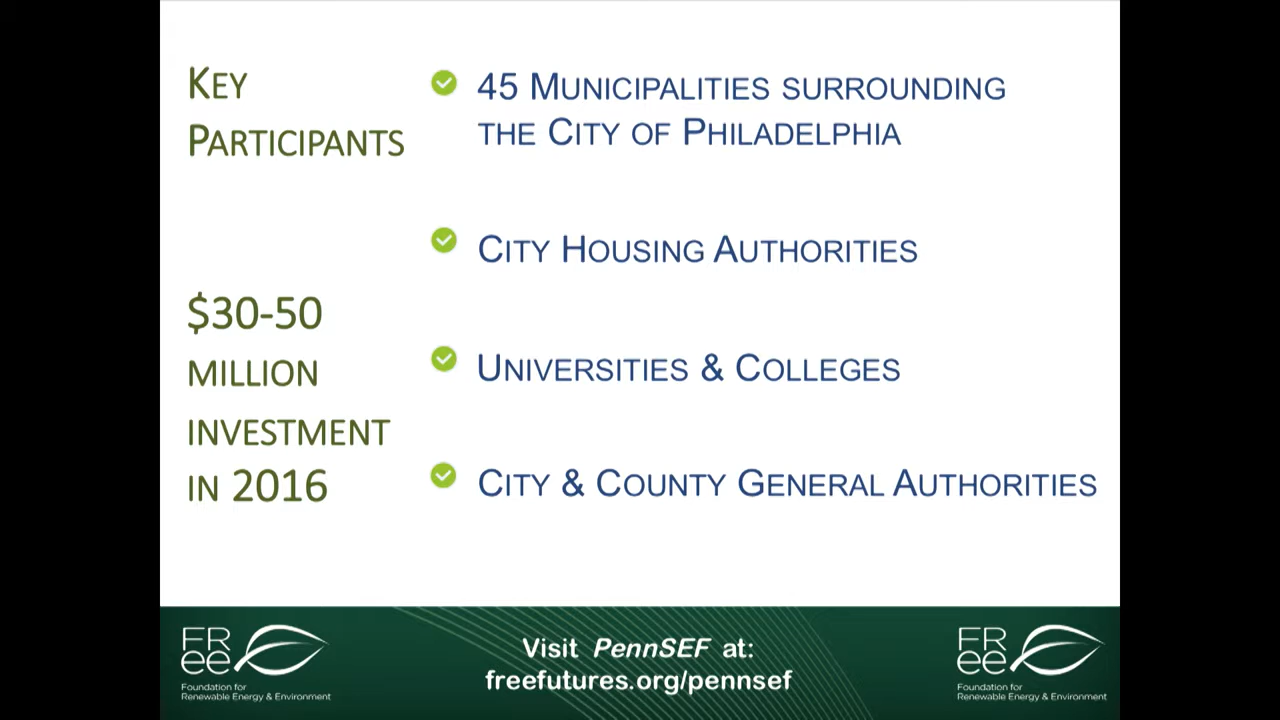 KEY
PARTICIPANTS
$30-50
MILLION
INVESTMENT
IN 2016
45 MUNICIPALITIES SURROUNDING
THE CITY OF PHILADELPHIA
CITY HOUSING AUTHORITIES
UNIVERSITIES & COLLEGES
CITY & COUNTY GENERAL AUTHORITIES
FR
ee
Foundation for
Renewable Energy & Environment
Visit PennSEF at:
freefutures.org/pennsef
FR
ee
Foundation for
Renewable Energy & Environment